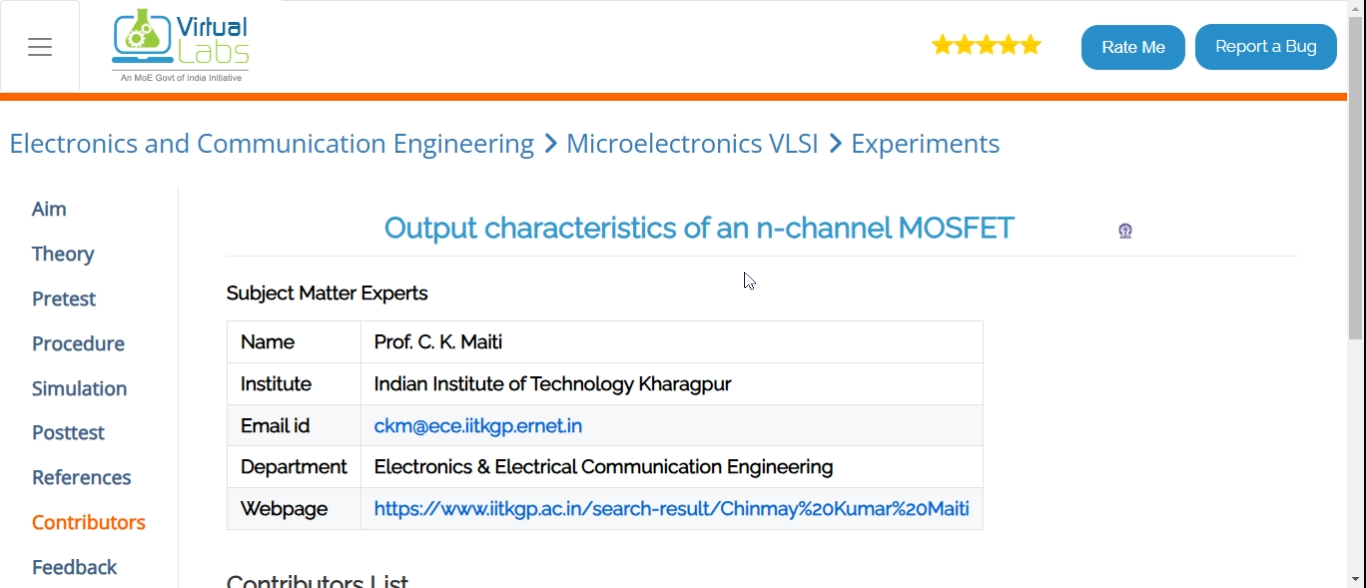 Virtual
Labs
An MoE Govt of India Initiative
Rate Me
Report a Bug
Electronics and Communication Engineering > Microelectronics VLSI > Experiments
Aim
Theory
Pretest
Procedure
Simulation
Posttest
References
Contributors
Feedback
Output characteristics of an n-channel MOSFET
Subject Matter Experts
Name Prof. C. K. Maiti
Institute Indian Institute of Technology Kharagpur
Email id ckm@ece.iitkgp.ernet.in
Department Electronics & Electrical Communication Engineering
Webpage https://www.iitkgp.ac.in/search-result/Chinmay%20Kumar%20Maiti
Contributors List